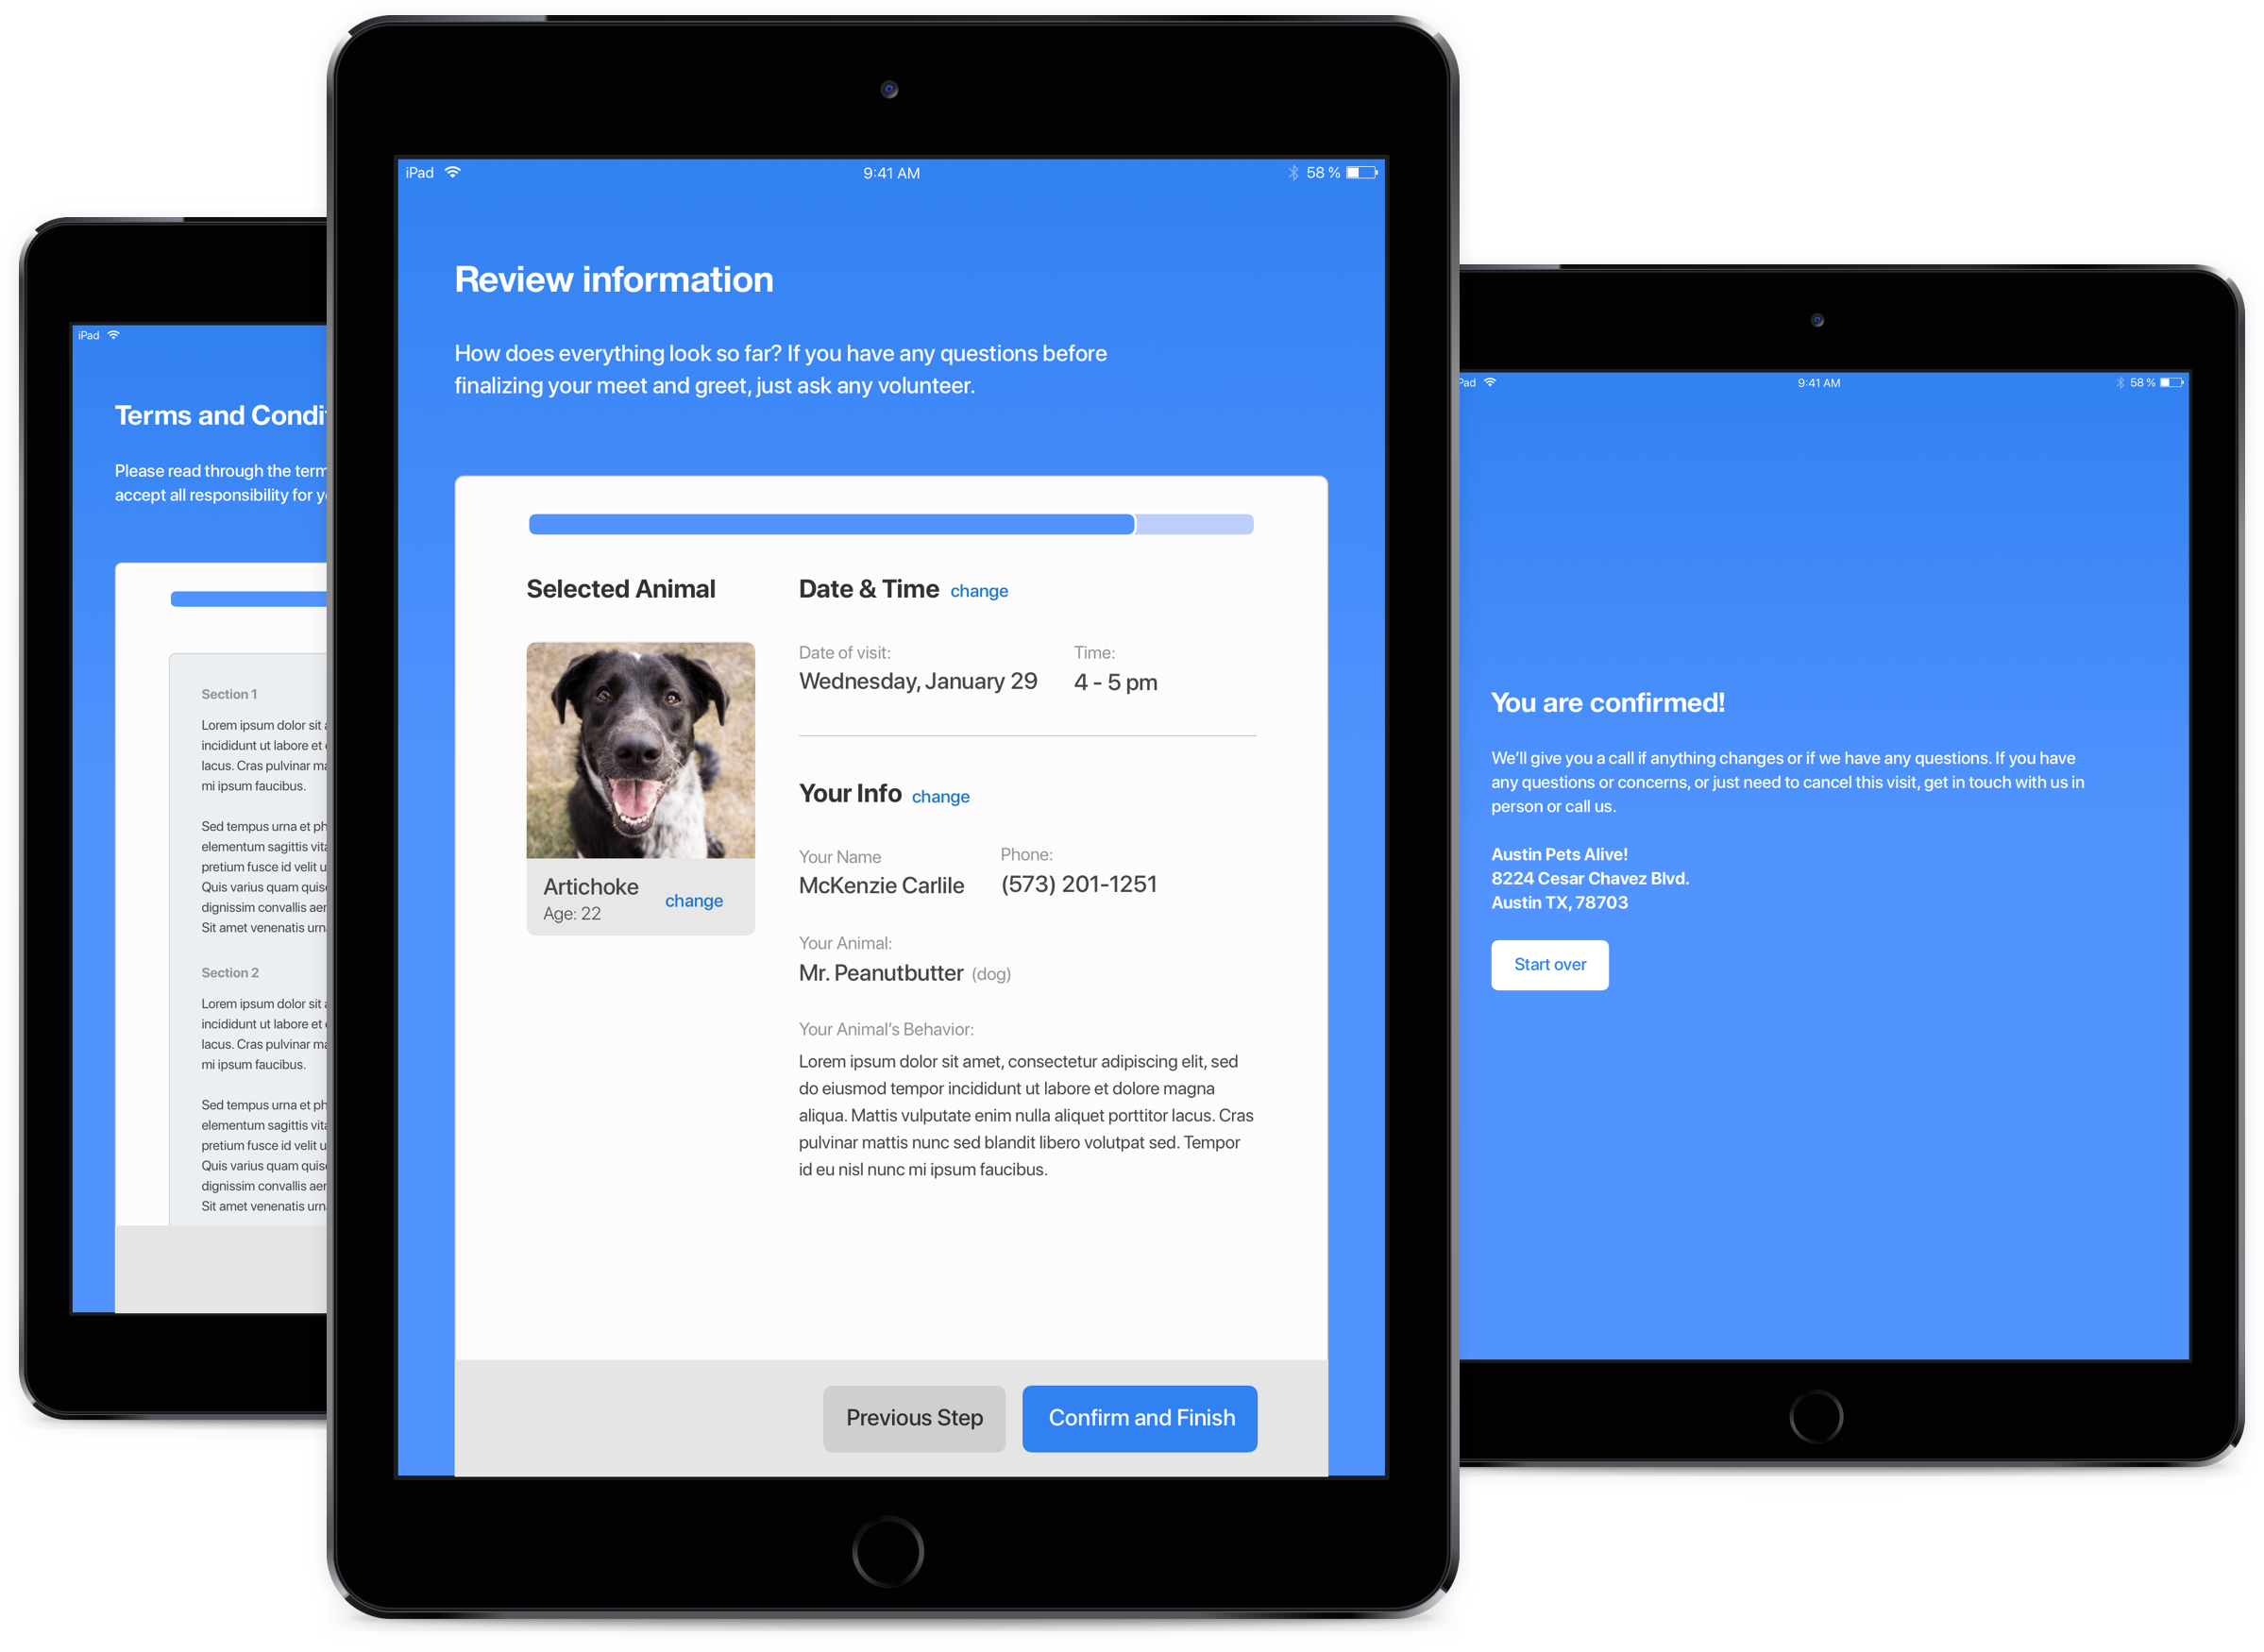 iPad
Terms and Condi
Please read through the term
accept all responsibility for
Section 1
Lorem ipsum dolor sit
incididunt ut labore et
lacus. Cras pulvinar
mi ipsum faucibus.
Sed tempus urna et
elementum sagittis
pretium fusce id velit
Quis varius quam
dignissim convallis
Sit amet venenatis
Section 2
Lorem ipsum dolor sit
incididunt ut labore et
lacus. Cras pulvinar
mi ipsum faucibus.
Sed tempus urna et
elementum sagittis
pretium fusce id velit
Quis varius quam
dignissim convallis
Sit amet venenatis
iPad 9:41 AM 58 %
Review information
How does everything look so far? If you have any questions before
finalizing your meet and greet, just ask any volunteer.
Selected Animal
Artichoke
Age: 22
change
Date & Time change
Date of visit: Time:
Wednesday, January 29 4 - 5 pm
Your Info change
Your Name Phone:
McKenzie Carlile (573) 201-1251
Your Animal:
Mr. Peanutbutter (dog)
Your Animal's Behavior:
Lorem ipsum dolor sit amet, consectetur adipiscing elit, sed
do eiusmod tempor incididunt ut labore et dolore magna
aliqua. Mattis vulputate enim nulla aliquet porttitor lacus. Cras
pulvinar mattis nunc sed blandit libero volutpat sed. Tempor
id eu nisl nunc mi ipsum faucibus.
Previous Step Confirm and Finish
Pad 9:41 AM 58 %
You are confirmed!
We'll give you a call if anything changes or if we have any questions. If you have
any questions or concerns, or just need to cancel this visit, get in touch with us in
person or call us.
Austin Pets Alive!
8224 Cesar Chavez Blvd.
Austin TX, 78703
Start over